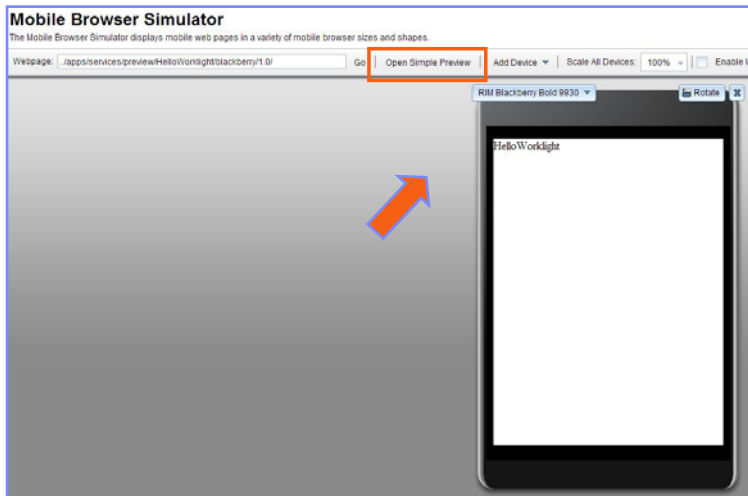 Mobile Browser Simulator
The Mobile Browser Simulator displays mobile web pages in a variety of mobile browser sizes and shapes.
Webpage: ./apps/services/preview/HelloWorklight/blackberry/1.0/ Go Open Simple Preview Add Device Scale All Devices: 100% Enable
RIM Blackberry Bold 9930 Rotate
HelloWorklight